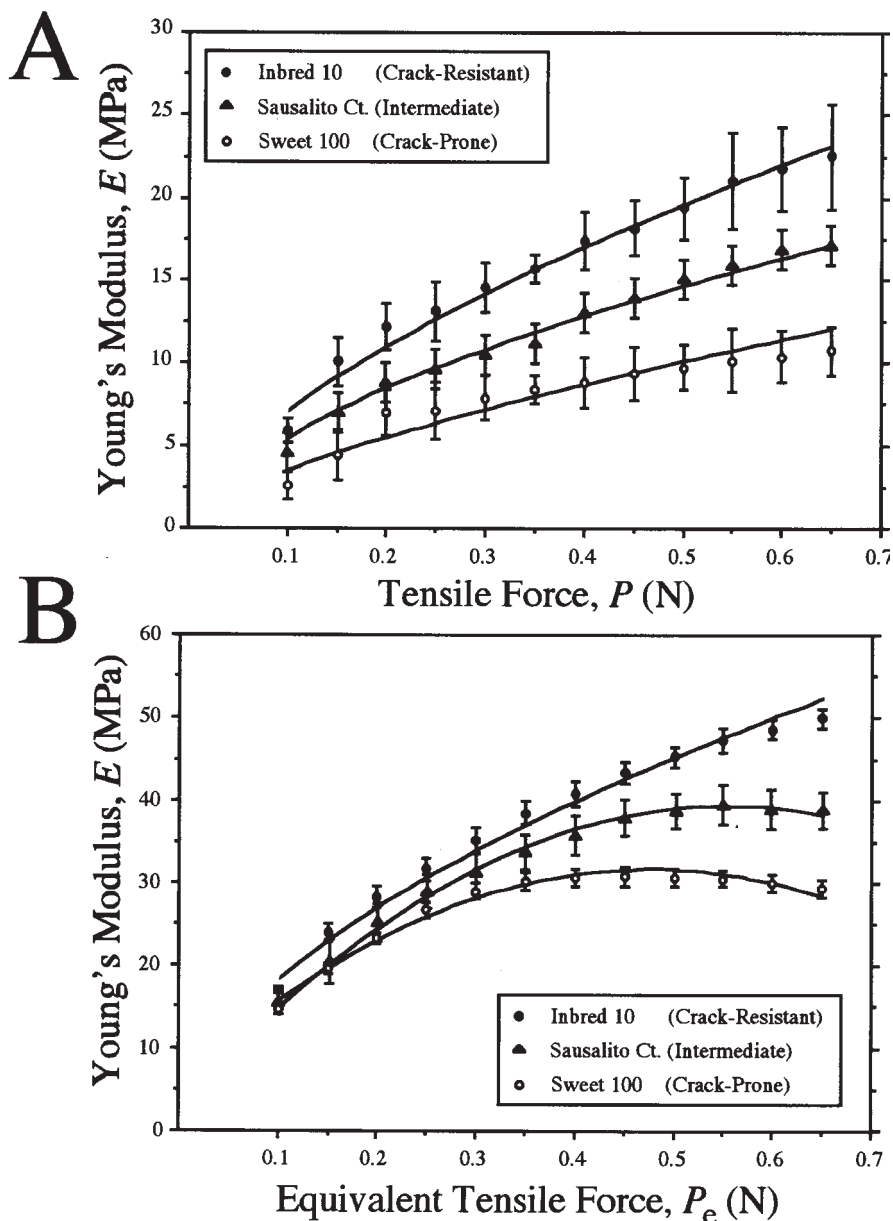 A
30
25
20
15
10
5
0
Young's Modulus, E (MPa)
Inbred 10 (Crack-Resistant)
Sausalito Ct. (Intermediate)
Sweet 100 (Crack-Prone)
0.1 0.2 0.3 0.4 0.5 0.6 0.7
Tensile Force, P (N)
B
60
50
40
30
20
10
0
Young's Modulus, E (MPa)
Inbred 10 (Crack-Resistant)
Sausalito Ct. (Intermediate)
Sweet 100 (Crack-Prone)
0.1 0.2 0.3 0.4 0.5 0.6 0.7
Equivalent Tensile Force, Pe (N)